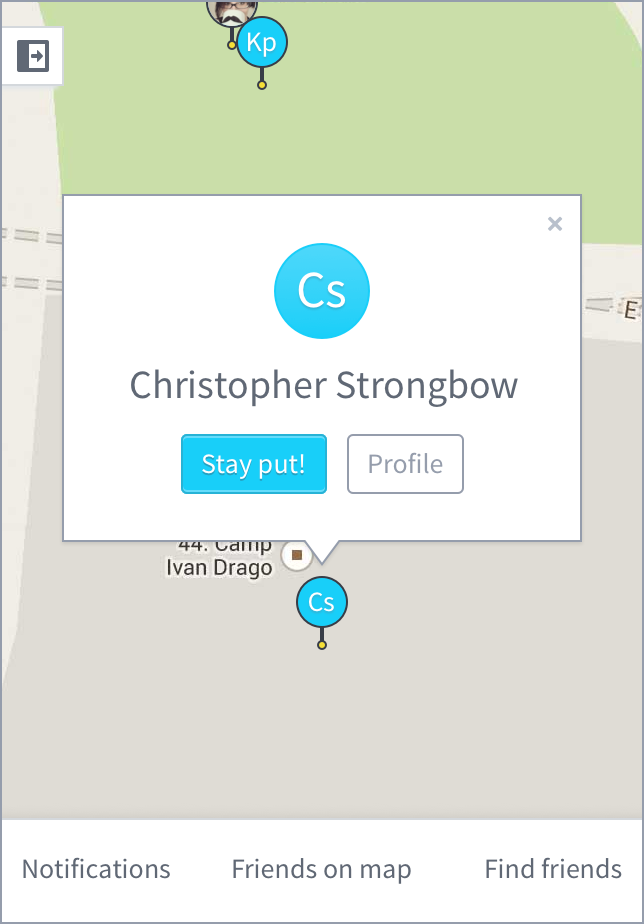 Kp
Cs
E
Christopher Strongbow
Stay put!
Profile
44. Camp
Ivan Drago
Cs
Notifications
Friends on map
Find friends